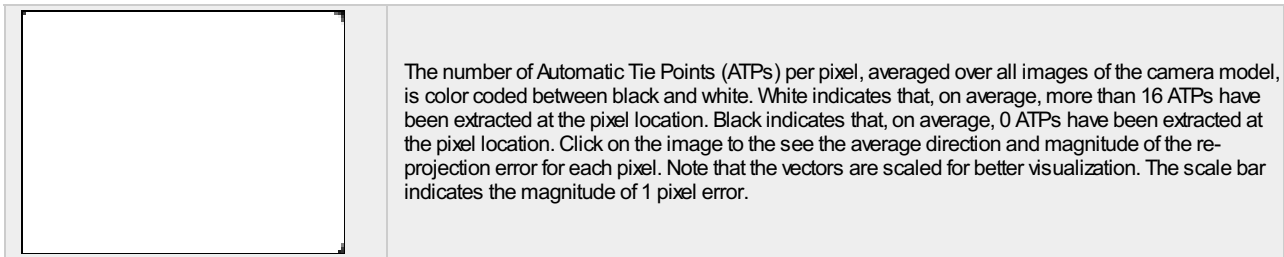 The number of Automatic Tie Points (ATPs) per pixel, averaged over all images of the camera model,
is color coded between black and white. White indicates that, on average, more than 16 ATPs have
been extracted at the pixel location. Black indicates that, on average, 0 ATPs have been extracted at
the pixel location. Click on the image to the see the average direction and magnitude of the re-
projection error for each pixel. Note that the vectors are scaled for better visualization. The scale bar
indicates the magnitude of 1 pixel error.